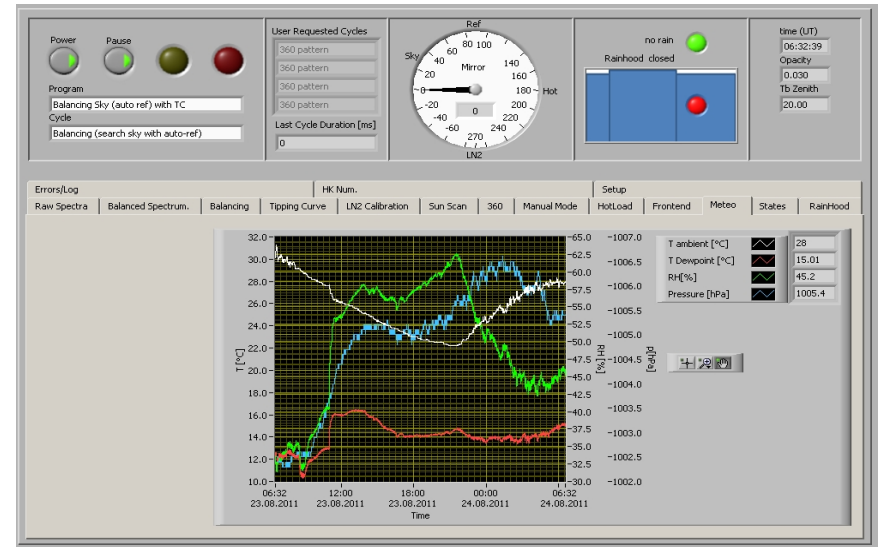 Power Pause
Program
Balancing Sky (auto ref) with TC
Cycle
Balancing (search sky with auto-ref)
User Requested Cycles
360 pattern
360 pattern
360 pattern
360 pattern
Last Cycle Duration [ms]
0
Ref
80 100
60 140
Sky 40 160
20 Mirror 180 Hot
0
-20 0 200
-40 220
-60 240
270
LN2
no rain
Rainhood closed
time (UT)
06:32:39
Opacity
0.030
Tb Zenith
20.00
Errors/Log HK Num. Setup
Raw Spectra Balanced Spectrum. Balancing Tipping Curve LN2 Calibration Sun Scan 360 Manual Mode HotLoad Frontend Meteo States RainHood
32.0 65.0 1007.0
30.0 62.5 1006.5
28.0 60.0 1006.0
26.0 57.5 1005.5
24.0 55.0 1005.0
22.0 52.5 1004.5
20.0 50.0 1004.0
18.0 47.5 1003.5
16.0 45.0 1003.0
14.0 42.5 1002.5
12.0 40.0 1002.0
10.0 37.5
35.0
32.5
30.0
T [°C]
RH [%]
p[hPa]
06:32 12:00 18:00 00:00 06:32
23.08.2011 23.08.2011 23.08.2011 24.08.2011 24.08.2011
Time
T ambient [°C] 28
T Dewpoint [°C] 15.01
RH[%] 45.2
Pressure [hPa] 1005.4